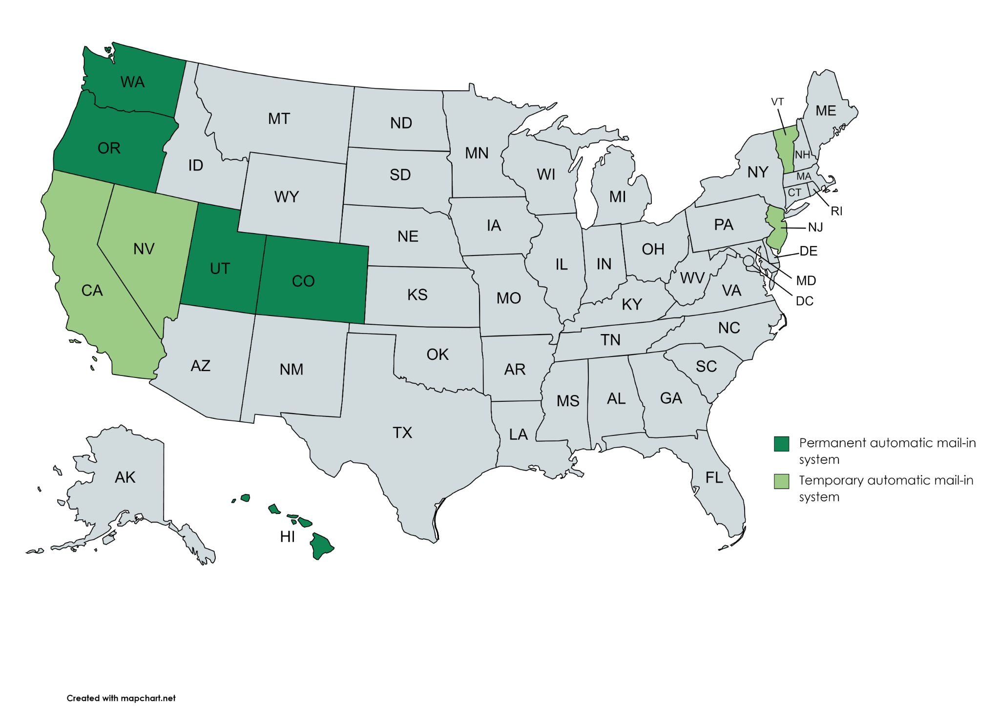 WA
MT
ND
MN
VT
ME
OR
ID
SD
WI
NH
NY
MA
WY
MI
CT
RI
NE
IA
PA
NJ
NV
UT
CO
IL
IN
OH
DE
CA
KS
MO
WV
VA
MD
KY
DC
AZ
NM
OK
TN
NC
AR
SC
MS
AL
GA
TX
LA
Permanent automatic mail-in
system
AK
FL
Temporary automatic mail-in
system
HI
Created with mapchart.net